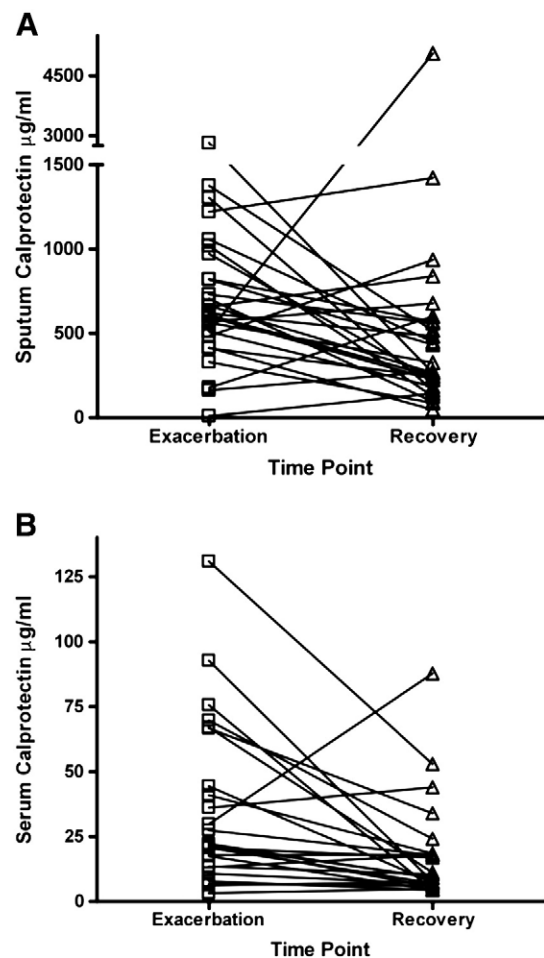 A
Sputum Calprotectin μg/ml
4500
3000
1500
1000
500
0
Exacerbation Recovery
Time Point
B
Serum Calprotectin μg/ml
125
100
75
50
25
0
Exacerbation Recovery
Time Point